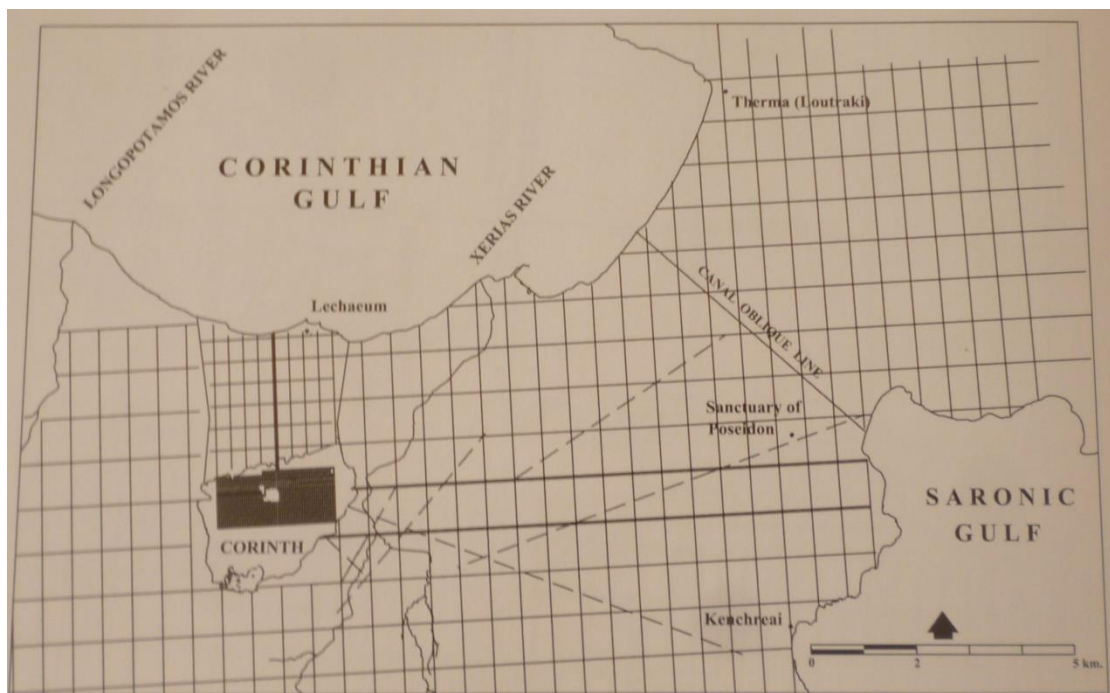 LONGOPOTAMOS RIVER
CORINTHIAN
GULF
XERIAS RIVER
Therma (Loutraki)
Lechaeum
CANAL OBLIQUE LINE
Sanctuary of
Poseidon
SARONIC
GULF
CORINTH
Kenchreai
0
2
5 km.